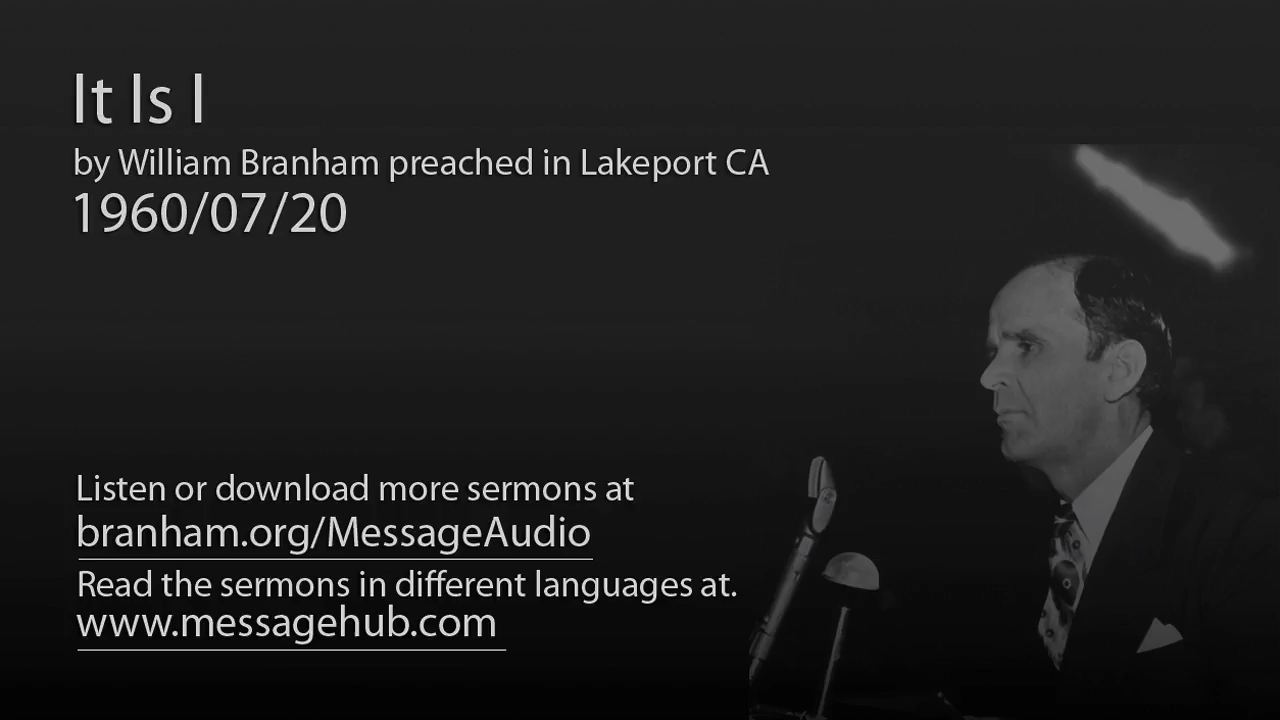 It Is I
by William Branham preached in Lakeport CA
1960/07/20
Listen or download more sermons at
branham.org/MessageAudio
Read the sermons in different languages at.
www.messagehub.com